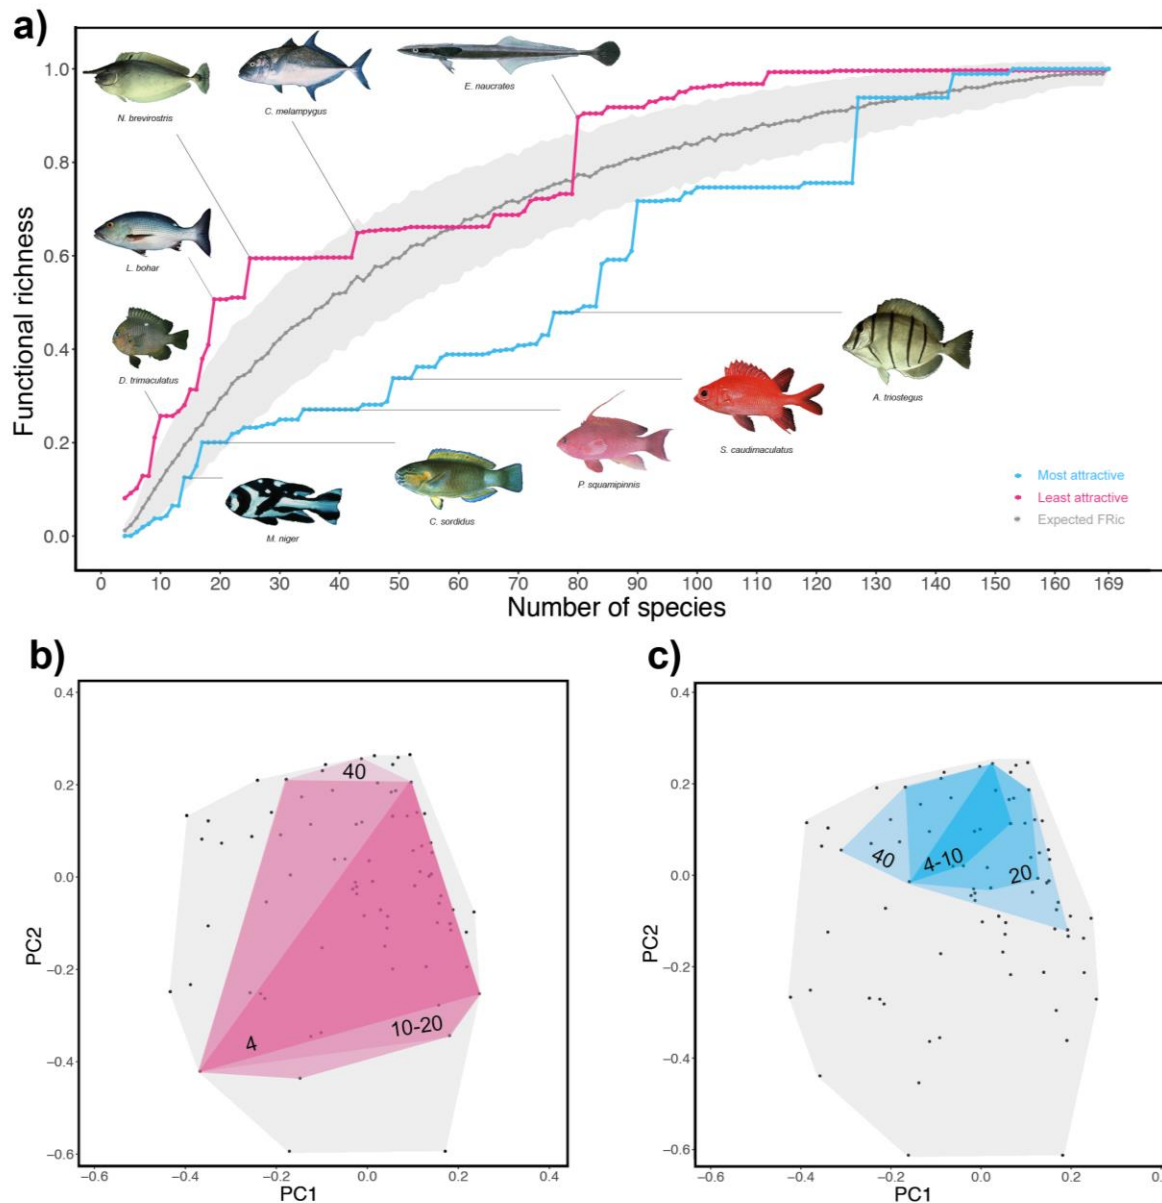 a)
Functional richness
1.0
0.8
0.6
0.4
0.2
0.0
N. brevirostris
C. melampygus
E. naucrates
L. bohar
D. trimaculatus
M. niger
C. sordidus
P. squamipinnis
S. caudimaculatus
A. triostegus
Most attractive
Least attractive
Expected FRic
0 10 20 30 40 50 60 70 80 90 100 110 120 130 140 150 160 169
Number of species
b)
PC2
0.4
0.2
0.0
−0.2
−0.4
−0.6
40
4
10-20
−0.6 −0.4 −0.2 0.0 0.2 0.4
PC1
c)
PC2
0.4
0.2
0.0
−0.2
−0.4
−0.6
40
4-10
20
−0.6 −0.4 −0.2 0.0 0.2 0.4
PC1